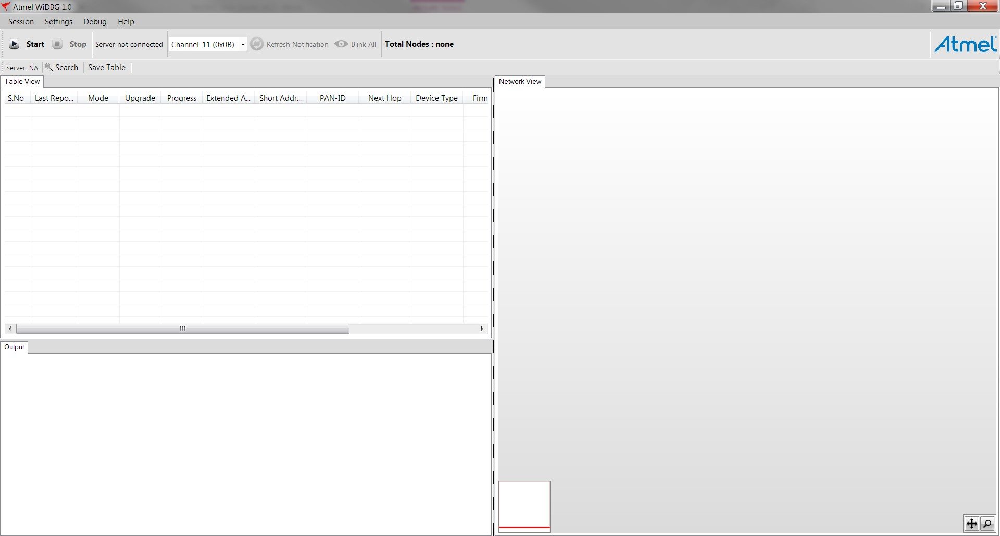 Atmel WiDBG 1.0
Session Settings Debug Help
Start Stop Server not connected Channel-11 (0x0B) Refresh Notification Blink All Total Nodes : none Atmel
Server: NA Search Save Table
Table View
S.No Last Repo... Mode Upgrade Progress Extended A... Short Addr... PAN-ID Next Hop Device Type Firm
Output
Network View